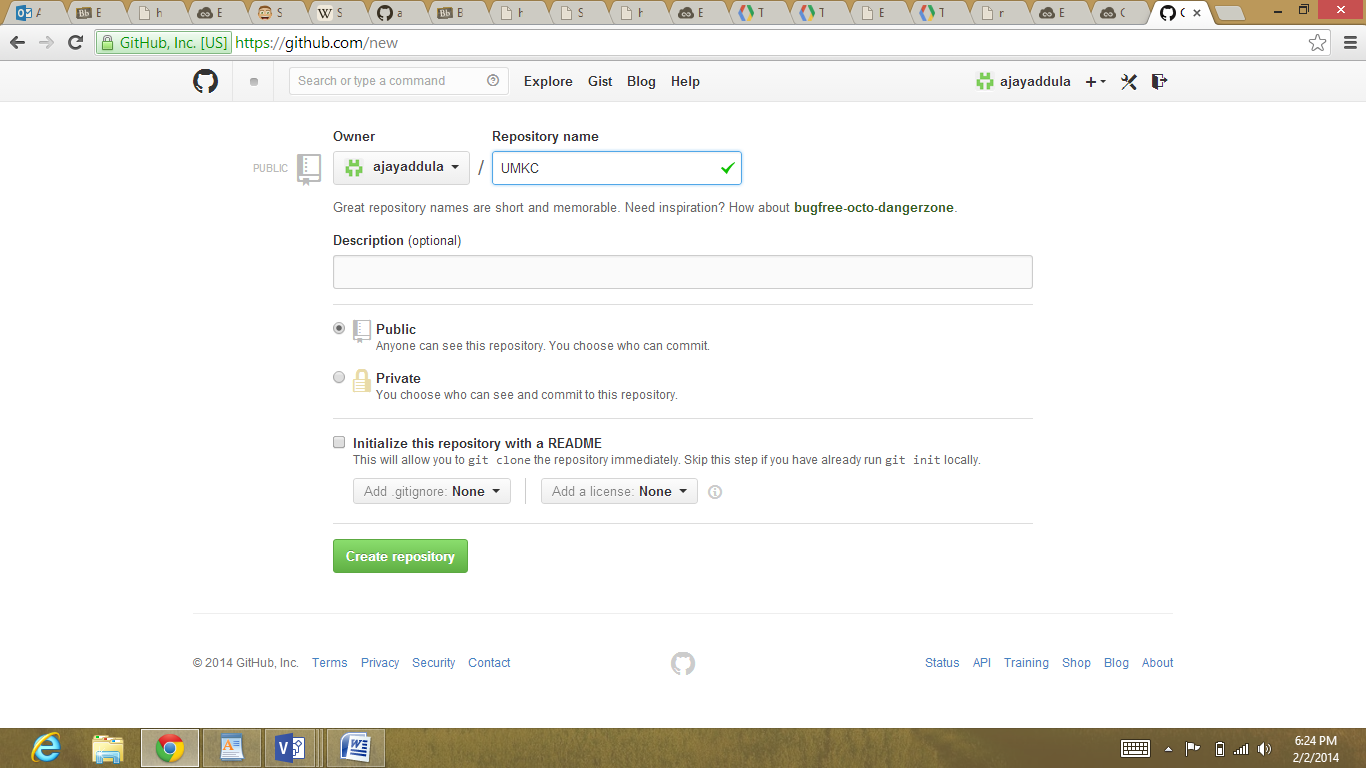 A Bb E h E S W S a Bb B h S h E T T E T r E C C
GitHub, Inc. [US] https://github.com/new
Search or type a command Explore Gist Blog Help ajayaddula
Owner Repository name
PUBLIC ajayaddula / UMKC
Great repository names are short and memorable. Need inspiration? How about bugfree-octo-dangerzone.
Description (optional)
Public
Anyone can see this repository. You choose who can commit.
Private
You choose who can see and commit to this repository.
Initialize this repository with a README
This will allow you to git clone the repository immediately. Skip this step if you have already run git init locally.
Add .gitignore: None Add a license: None
Create repository
© 2014 GitHub, Inc. Terms Privacy Security Contact Status API Training Shop Blog About
6:24 PM
2/2/2014